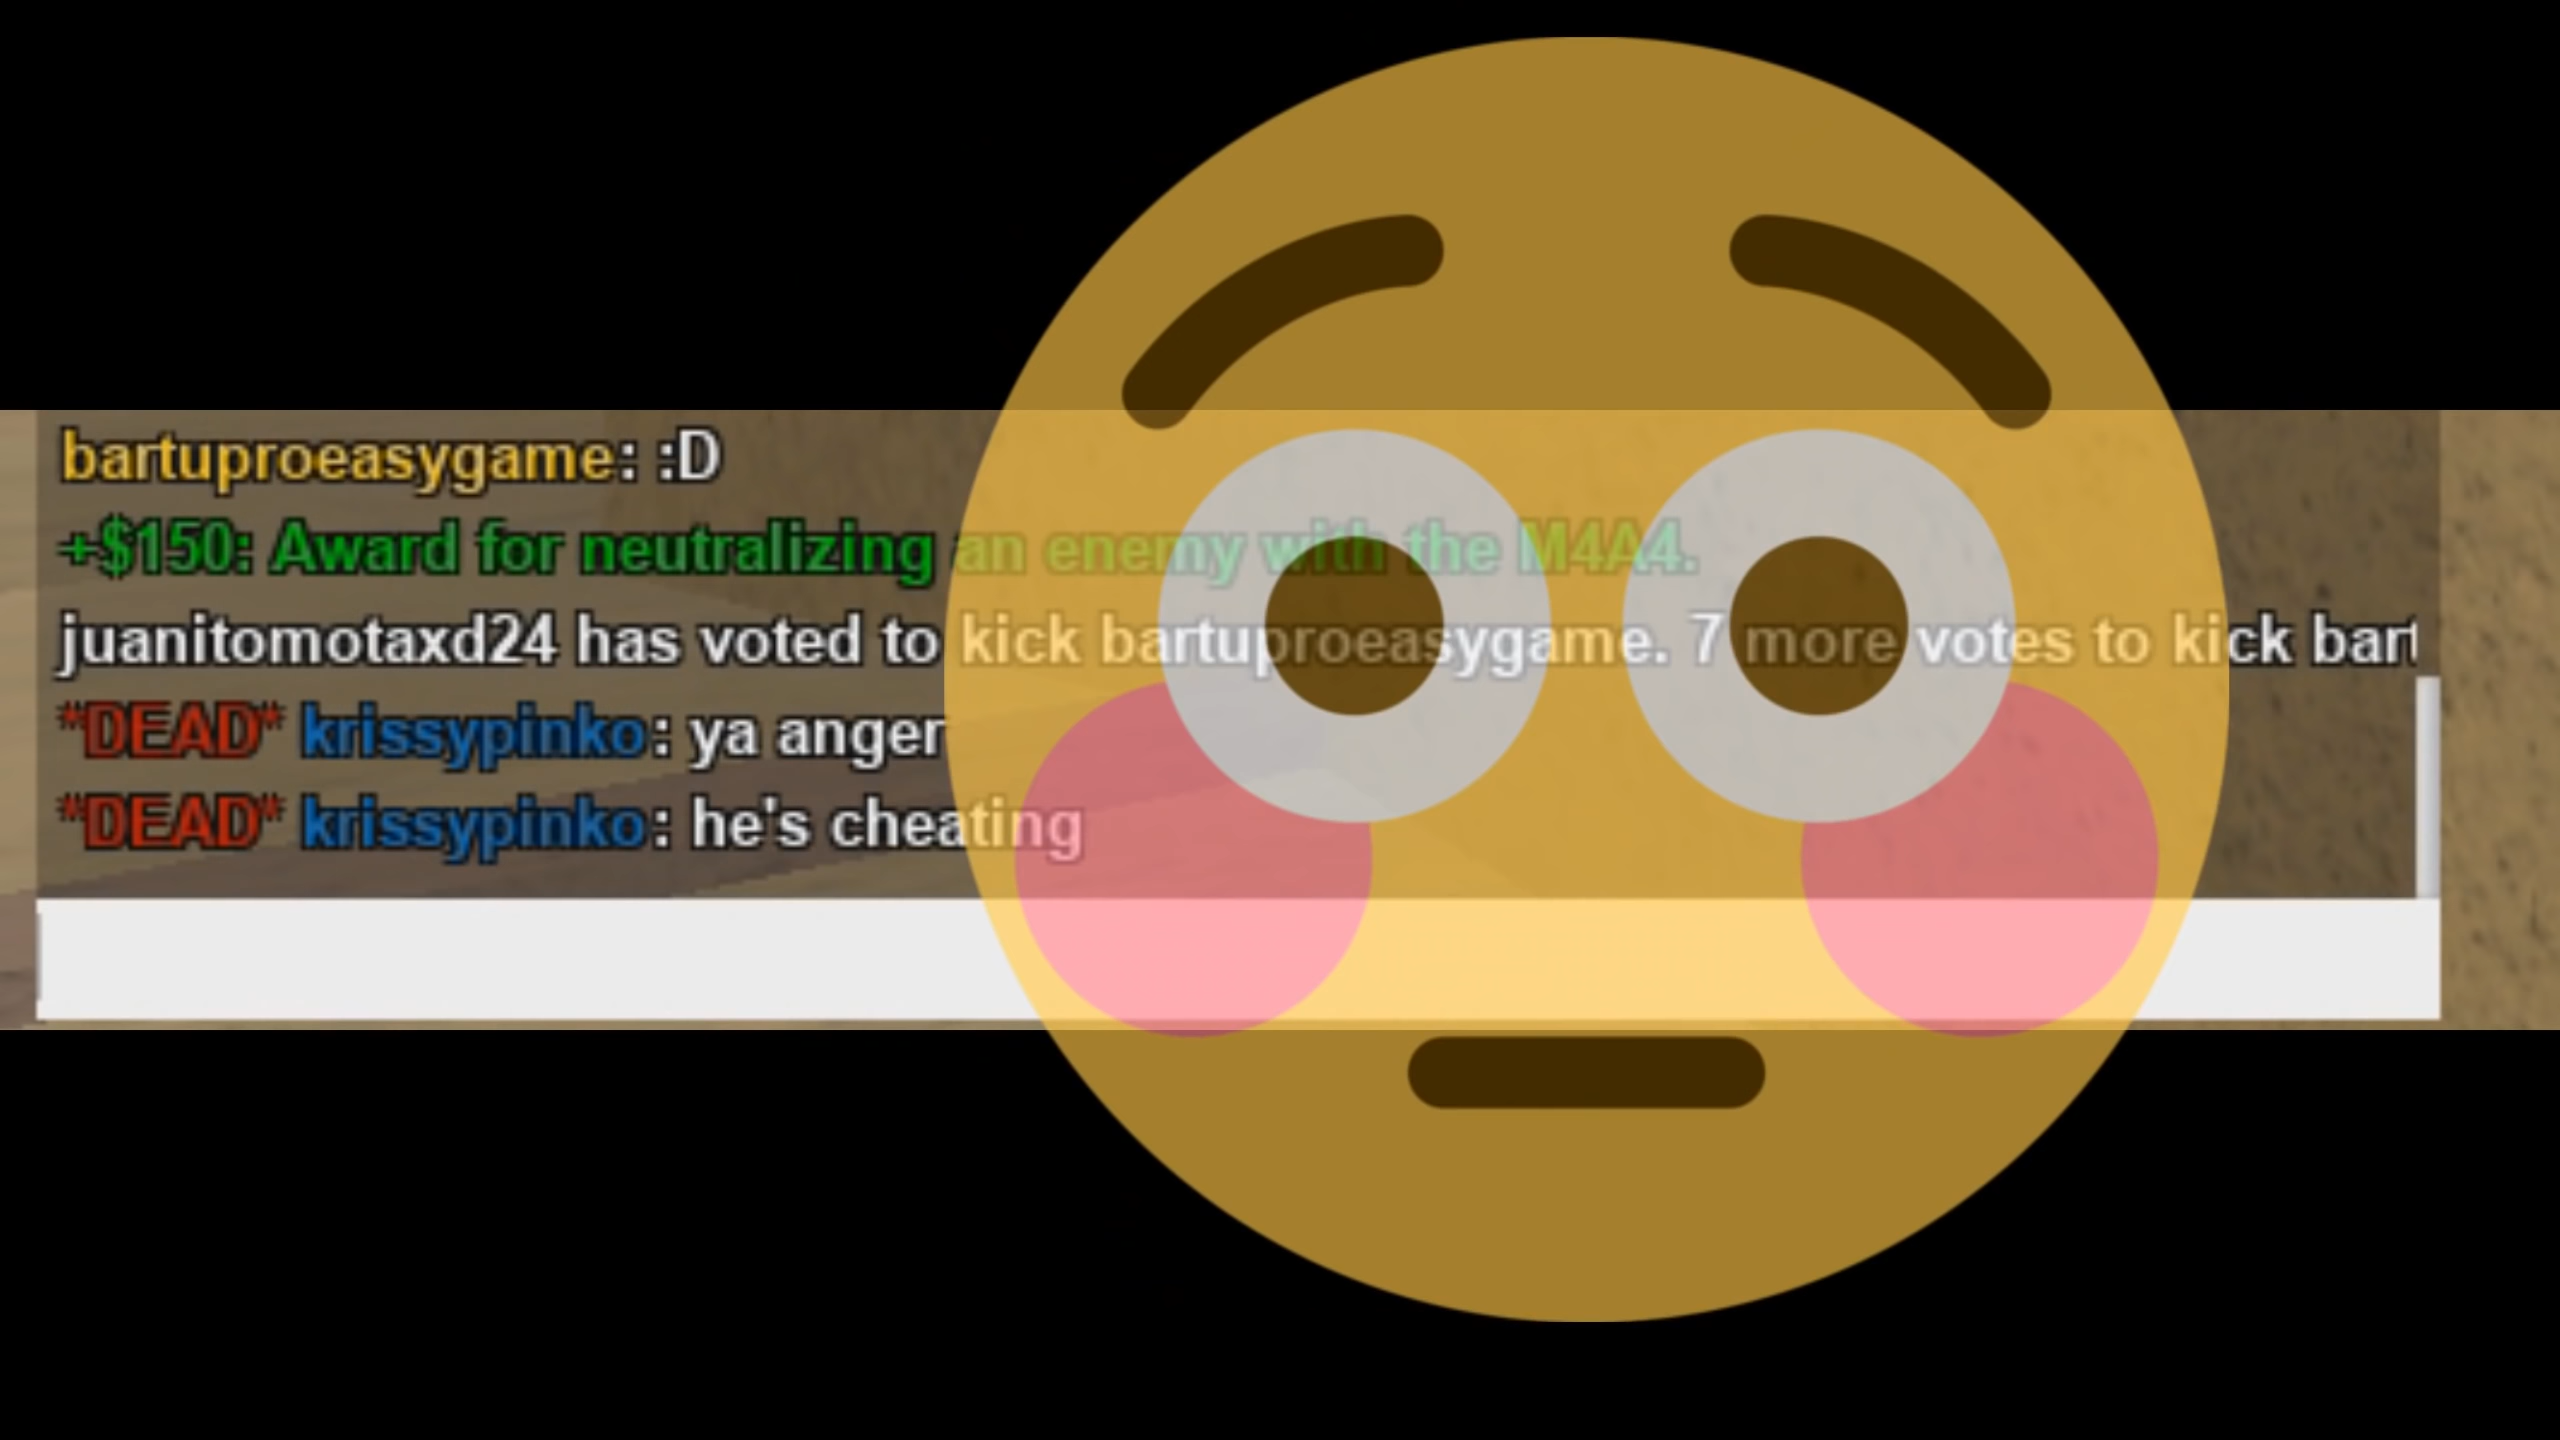 bartuproeasygame: :D
+$150: Award for neutralizing an enemy with the M4A4.
juanitomotaxd24 has voted to kick bartuproeasygame. 7 more votes to kick bart
*DEAD* krissypinko: ya anger
*DEAD* krissypinko: he's cheating